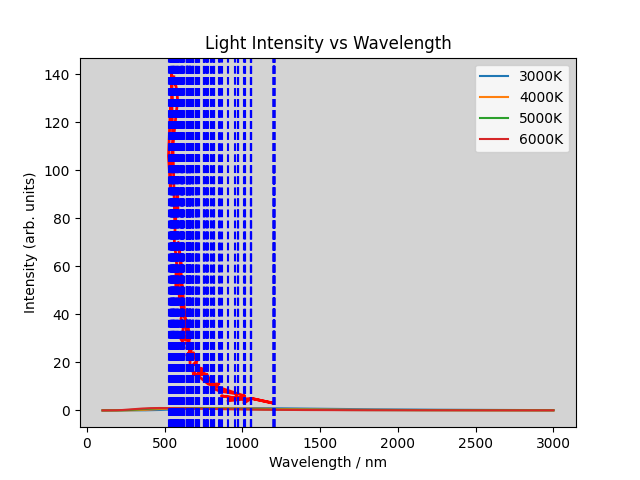 Light Intensity vs Wavelength
3000K
4000K
5000K
6000K
Intensity (arb. units)
140
120
100
80
60
40
20
0
0 500 1000 1500 2000 2500 3000
Wavelength / nm